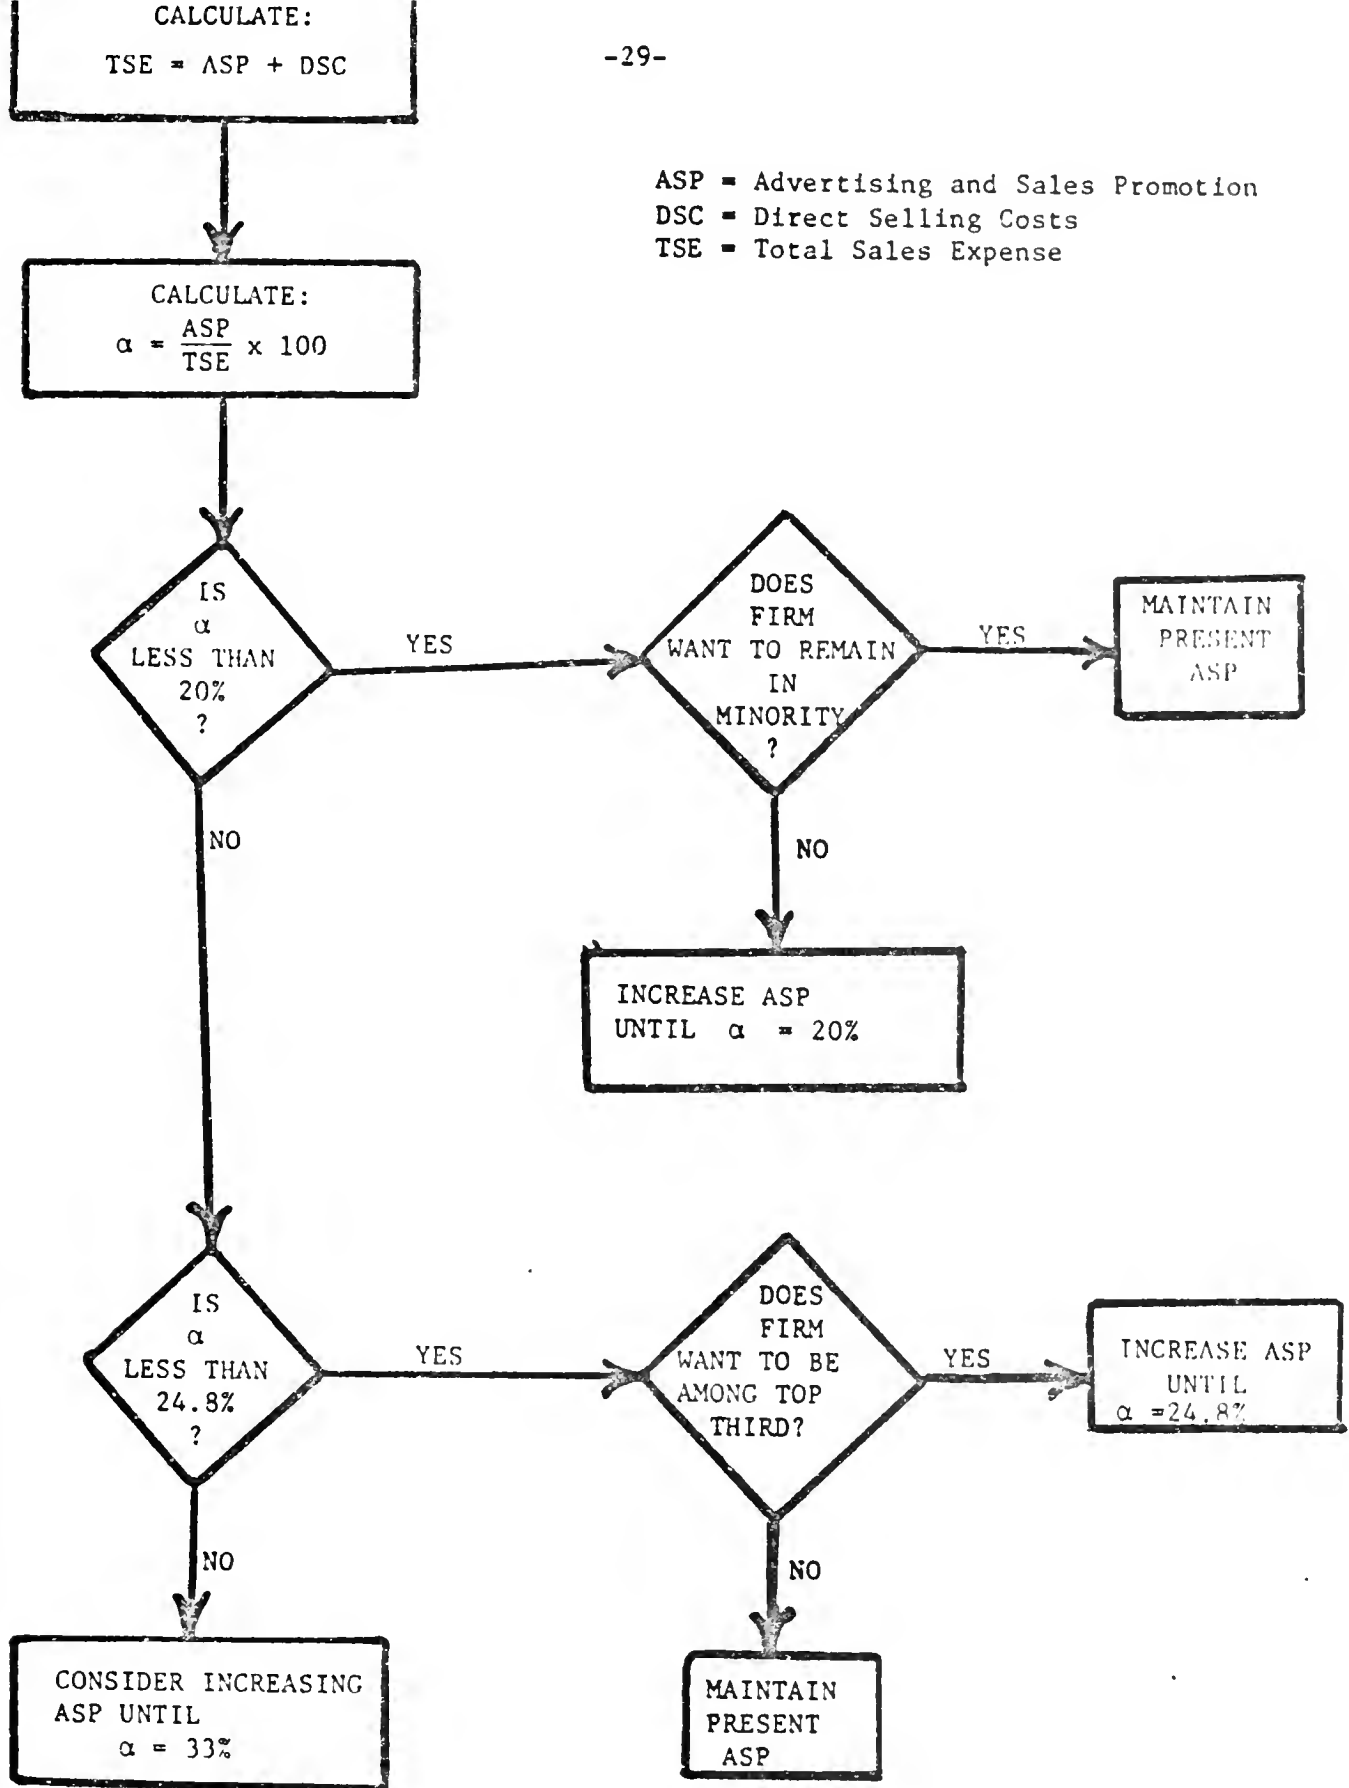 CALCULATE:
TSE = ASP + DSC
-29-
ASP = Advertising and Sales Promotion
DSC = Direct Selling Costs
TSE = Total Sales Expense
CALCULATE:
α = ASP/TSE x 100
IS
α
LESS THAN
20%
?
YES
DOES
FIRM
WANT TO REMAIN
IN
MINORITY
?
YES
MAINTAIN
PRESENT
ASP
NO
NO
INCREASE ASP
UNTIL α = 20%
IS
α
LESS THAN
24.8%
?
YES
DOES
FIRM
WANT TO BE
AMONG TOP
THIRD?
YES
INCREASE ASP
UNTIL
α =24.8%
NO
NO
CONSIDER INCREASING
ASP UNTIL
α = 33%
MAINTAIN
PRESENT
ASP